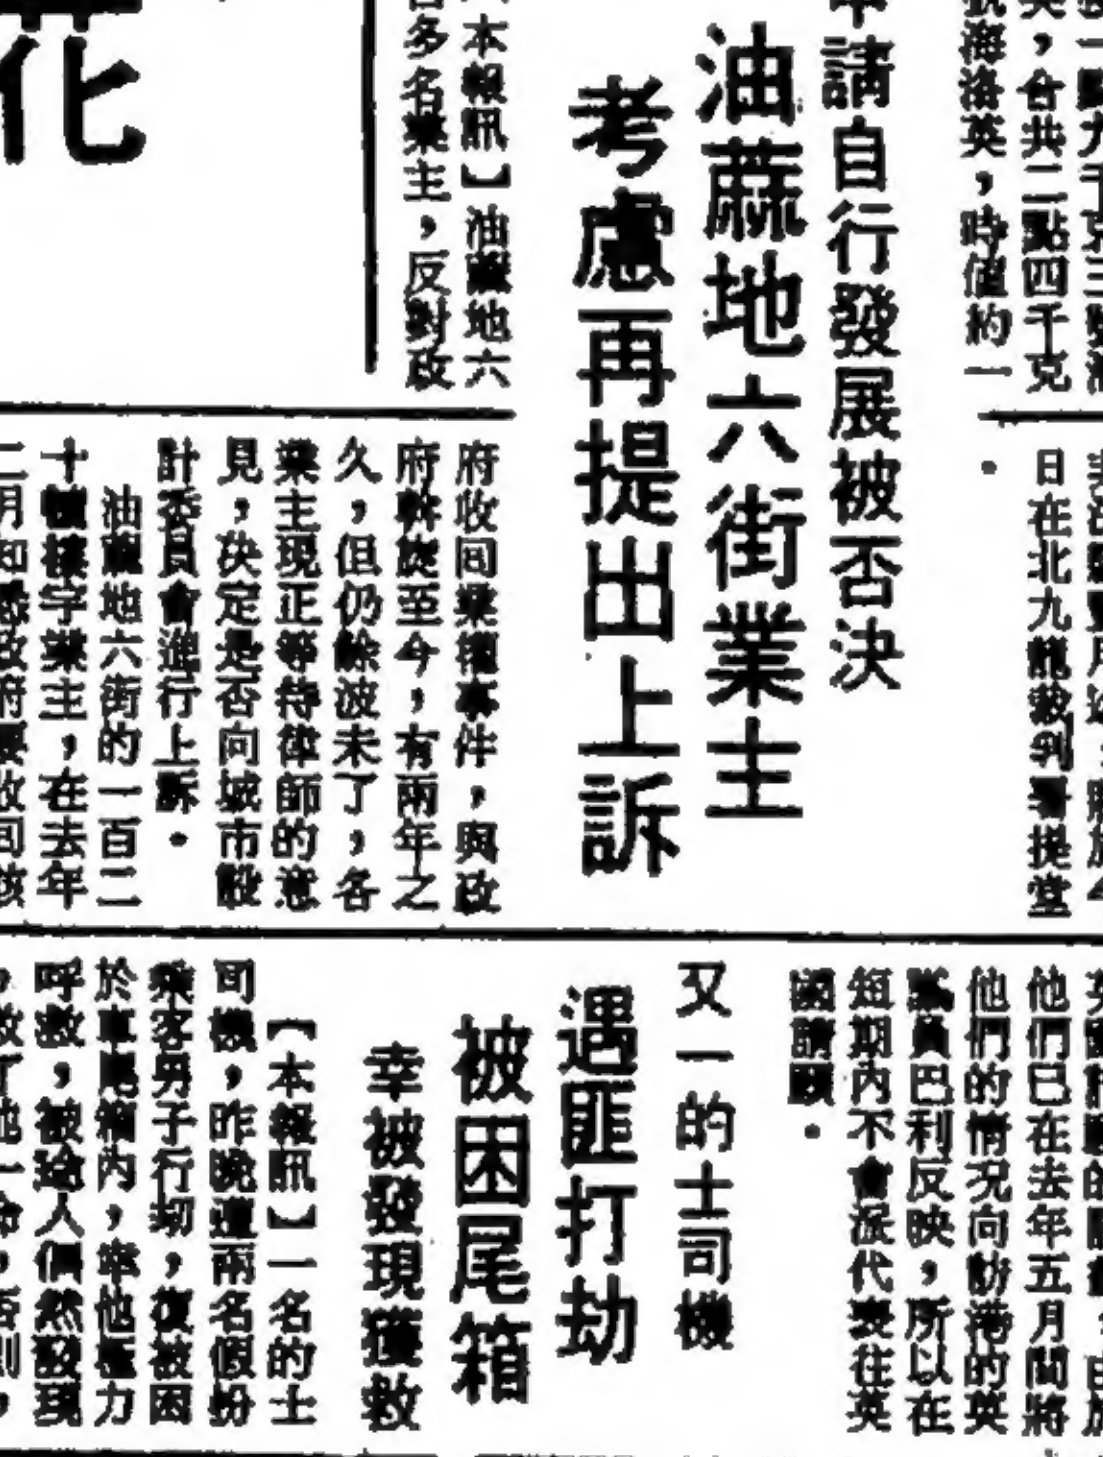 號海洛英，時值約一
英，合共二點四千克
日在北九龍裁判署提堂
申請自行發展被否決
油蔴地六街業主
考慮再提出上訴
本報訊】油蔴地六
百多名業主，反對政
府收回業權事件，與政
府斡旋至今，有兩年之
久，但仍餘波未了，各
業主現正等待律師的意
見，決定是否向城市設
計委員會進行上訴。
油蔴地六街的一百二
十幢樓宇業主，在去年
二月知悉政府要收回該
花
他們已在去年五月間將
他們的情況向訪港的英
議員巴利反映，所以在
短期內不會派代表往英
國請願。
又一的士司機
遇匪打劫
被困尾箱
幸被發現獲救
【本報訊】一名的士
司機，昨晚遭兩名假扮
乘客男子行刧，復被困
於車尾箱內，幸他極力
呼救，被途人偶然發現
，救了他一命，否則，